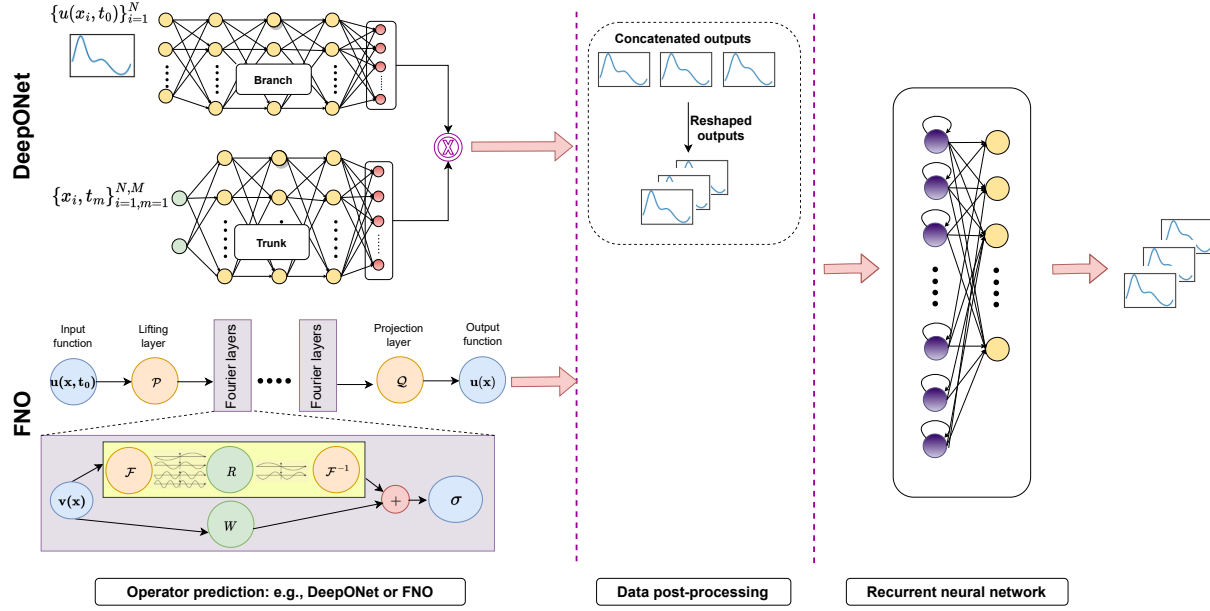 DeepONet
$\{u(x_i, t_0)\}_{i=1}^{N}$
Branch
$\{x_i, t_m\}_{i=1,m=1}^{N,M}$
Trunk
X
Concatenated outputs
Reshaped
outputs
FNO
Input
function
u(x, t₀)
Lifting
layer
𝒫
Fourier layers
Fourier layers
Projection
layer
𝒬
Output
function
u(x)
v(x)
ℱ
R
ℱ⁻¹
W
+
σ
Operator prediction: e.g., DeepONet or FNO
Data post-processing
Recurrent neural network